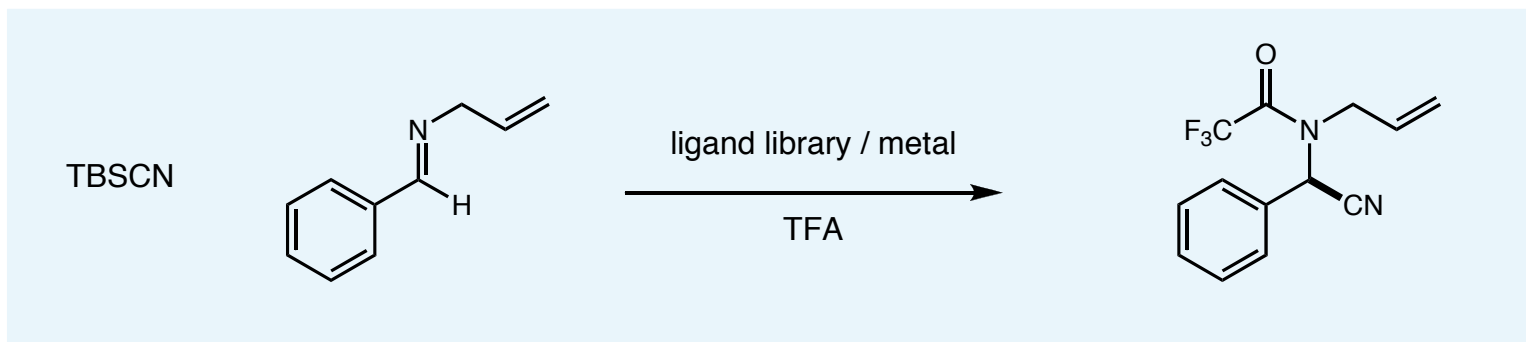 TBSCN
N
H
ligand library / metal
TFA
O
F₃C
N
CN